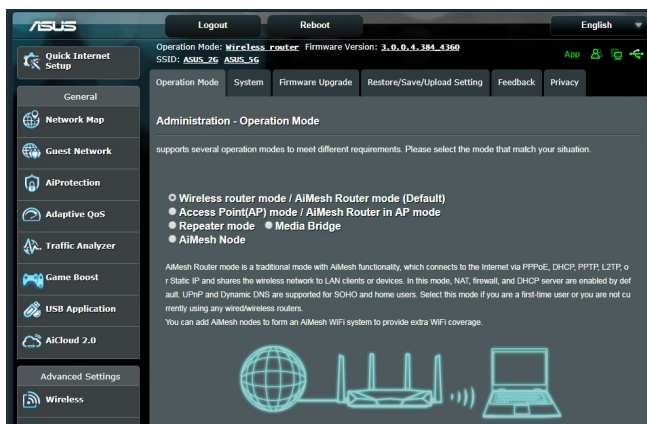 ASUS
Logout
Reboot
English
Quick Internet
Setup
Operation Mode: Wireless router Firmware Version: 3.0.0.4.384_4360
SSID: ASUS_2G ASUS_5G
App
General
Operation Mode
System
Firmware Upgrade
Restore/Save/Upload Setting
Feedback
Privacy
Network Map
Guest Network
AiProtection
Adaptive QoS
Traffic Analyzer
Game Boost
USB Application
AiCloud 2.0
Advanced Settings
Wireless
Administration - Operation Mode
supports several operation modes to meet different requirements. Please select the mode that match your situation.
Wireless router mode / AiMesh Router mode (Default)
Access Point(AP) mode / AiMesh Router in AP mode
Repeater mode Media Bridge
AiMesh Node
AiMesh Router mode is a traditional mode with AiMesh functionality, which connects to the Internet via PPPoE, DHCP, PPTP, L2TP, o
r Static IP and shares the wireless network to LAN clients or devices. In this mode, NAT, firewall, and DHCP server are enabled by def
ault. UPnP and Dynamic DNS are supported for SOHO and home users. Select this mode if you are a first-time user or you are not cu
rrently using any wired/wireless routers.
You can add AiMesh nodes to form an AiMesh WiFi system to provide extra WiFi coverage.